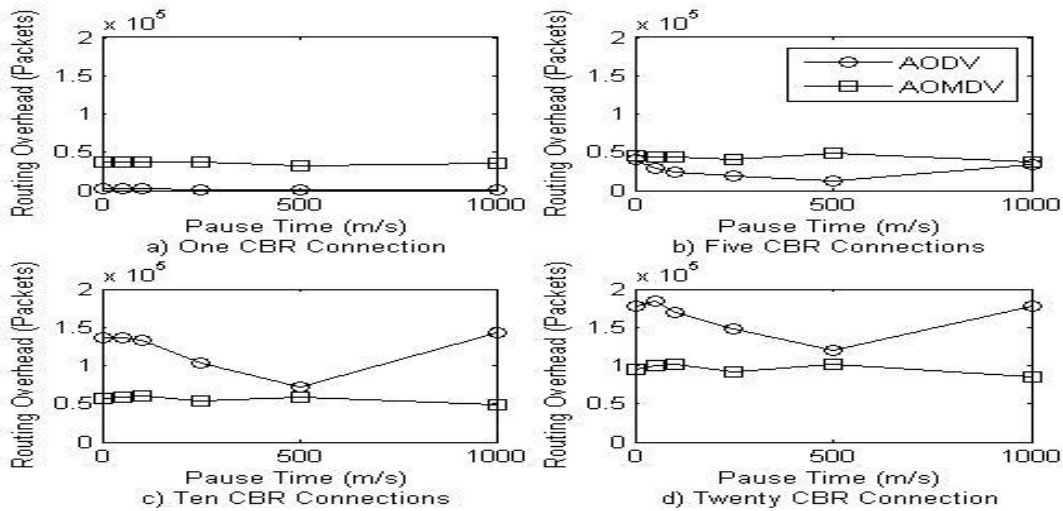 x 10^5
2
1.5
1
0.5
0
0 500 1000
Routing Overhead (Packets)
Pause Time (m/s)
a) One CBR Connection
x 10^5
2
1.5
1
0.5
0
0 500 1000
Routing Overhead (Packets)
AODV
AOMDV
Pause Time (m/s)
b) Five CBR Connections
x 10^5
2
1.5
1
0.5
0
0 500 1000
Routing Overhead (Packets)
Pause Time (m/s)
c) Ten CBR Connections
x 10^5
2
1.5
1
0.5
0
0 500 1000
Routing Overhead (Packets)
Pause Time (m/s)
d) Twenty CBR Connection